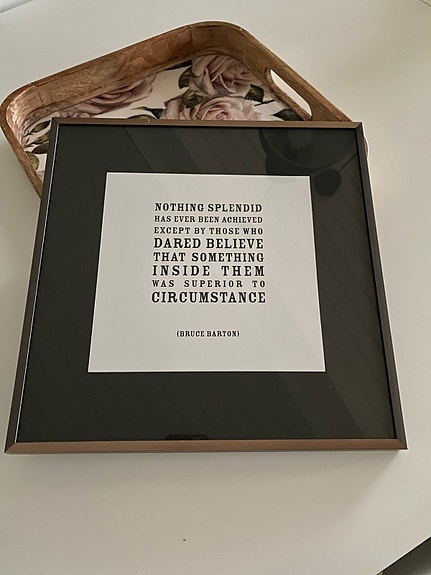 NOTHING SPLENDID
HAS EVER BEEN ACHIEVED
EXCEPT BY THOSE WHO
DARED BELIEVE
THAT SOMETHING
INSIDE THEM
WAS SUPERIOR TO
CIRCUMSTANCE
(BRUCE BARTON)